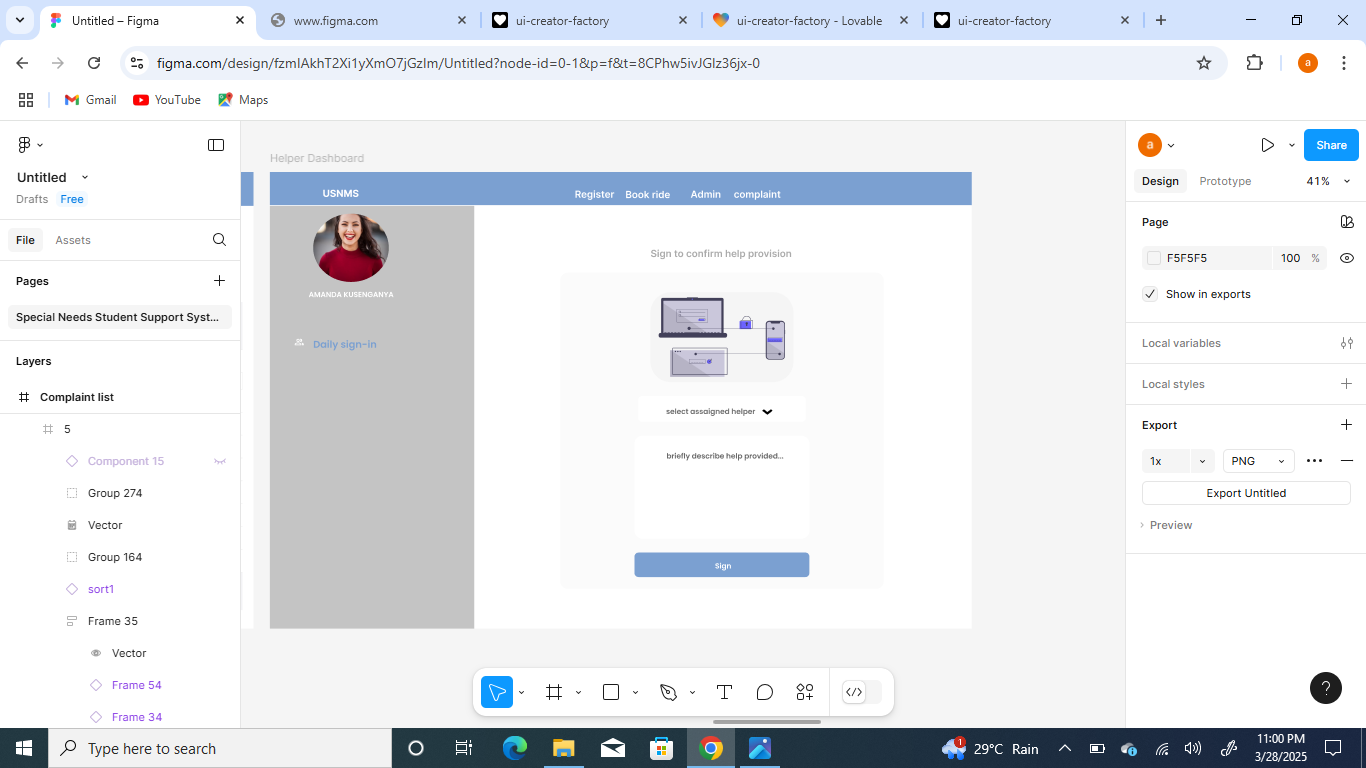 Untitled – Figma
www.figma.com
ui-creator-factory
ui-creator-factory - Lovable
ui-creator-factory
figma.com/design/fzmIAkhT2Xi1yXmO7jGzIm/Untitled?node-id=0-1&p=f&t=8CPhw5ivJGlz36jx-0
a
Gmail
YouTube
Maps
Untitled
Drafts
Free
File
Assets
Pages
Special Needs Student Support Syst...
Layers
Complaint list
5
Component 15
Group 274
Vector
Group 164
sort1
Frame 35
Vector
Frame 54
Frame 34
Helper Dashboard
USNMS
Register
Book ride
Admin
complaint
AMANDA KUSENGANYA
Daily sign-in
Sign to confirm help provision
select assaigned helper
briefly describe help provided...
Sign
a
Share
Design
Prototype
41%
Page
F5F5F5
100
%
Show in exports
Local variables
Local styles
Export
1x
PNG
Export Untitled
Preview
?
Type here to search
1
29°C Rain
11:00 PM
3/28/2025